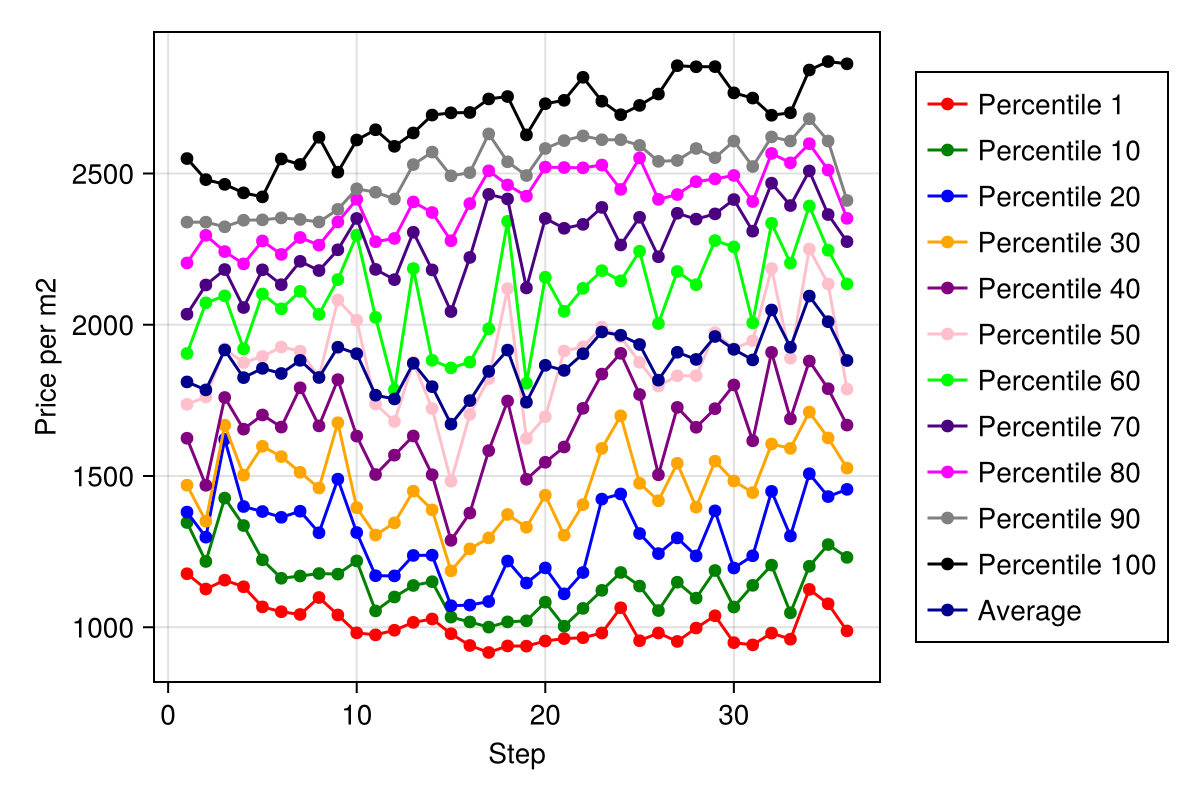 Price per m2
2500
2000
1500
1000
0
10
20
30
Step
Percentile 1
Percentile 10
Percentile 20
Percentile 30
Percentile 40
Percentile 50
Percentile 60
Percentile 70
Percentile 80
Percentile 90
Percentile 100
Average